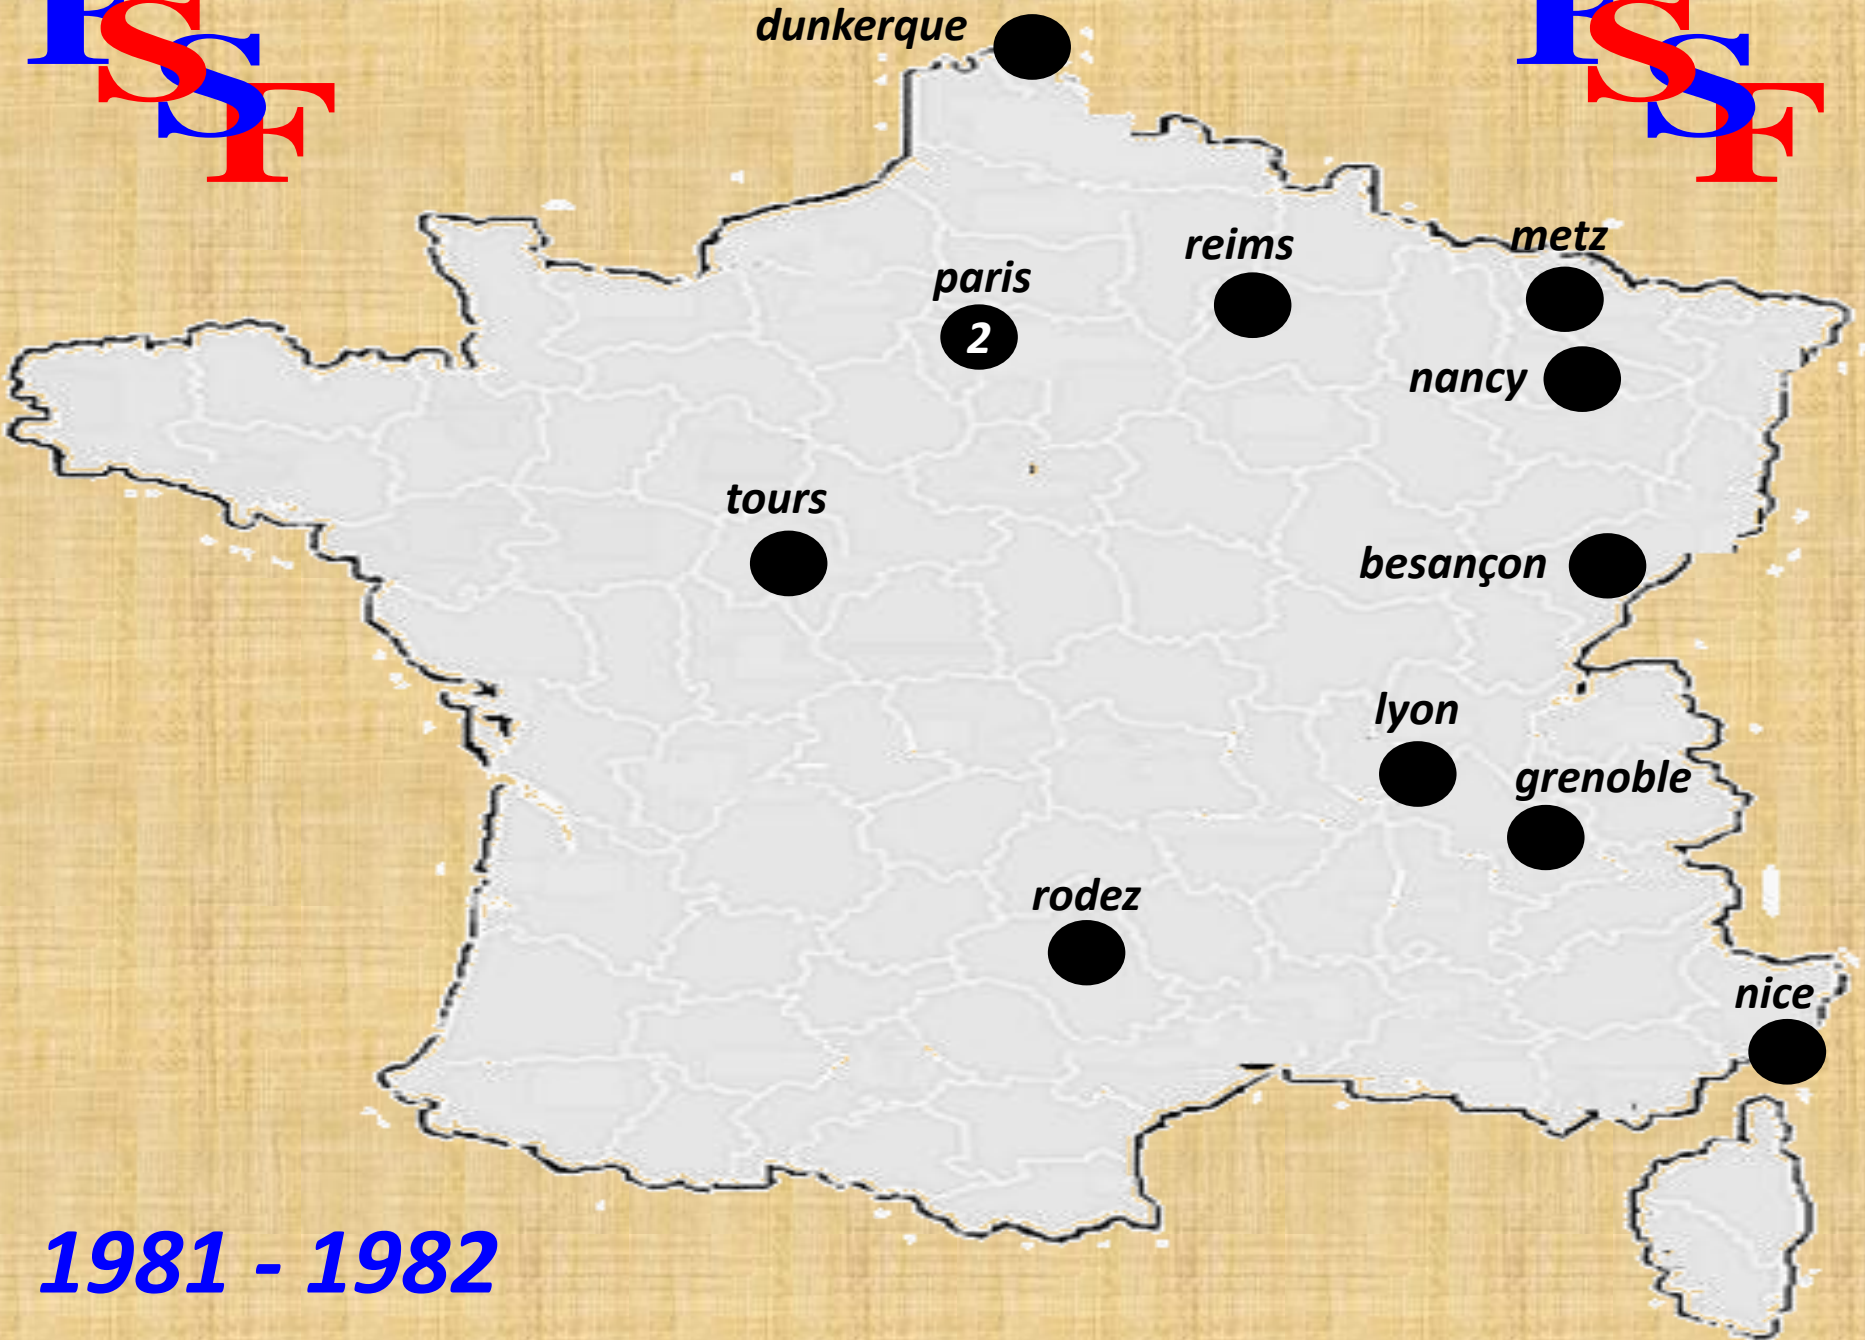 FSSF
FSSF
dunkerque
reims
metz
paris
2
nancy
tours
besançon
lyon
grenoble
rodez
nice
1981 - 1982